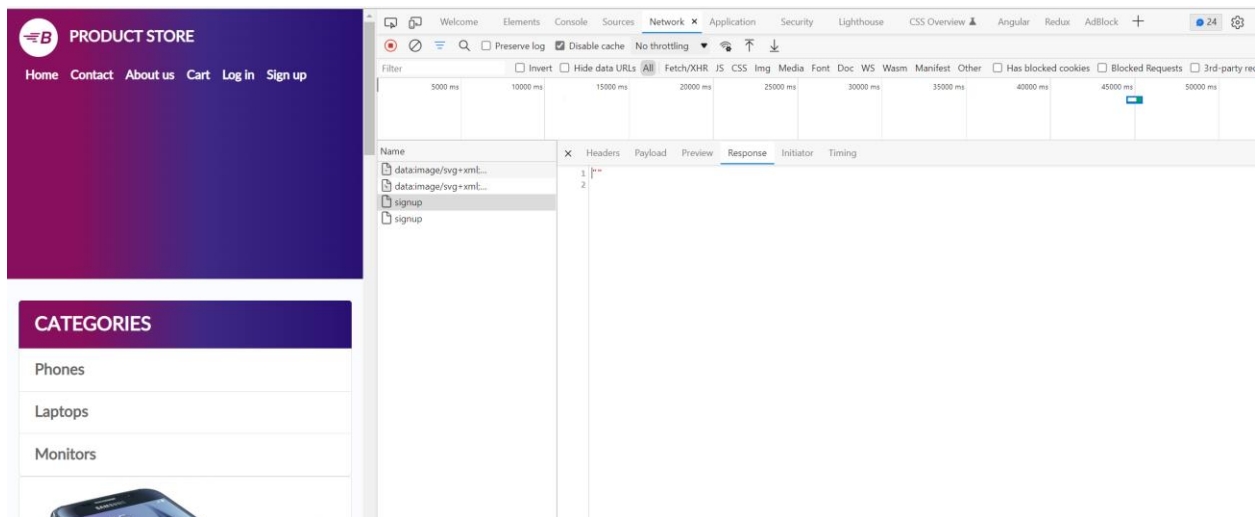 B PRODUCT STORE
Home Contact About us Cart Log in Sign up
CATEGORIES
Phones
Laptops
Monitors
SAMSUNG
Welcome Elements Console Sources Network × Application Security Lighthouse CSS Overview Angular Redux AdBlock + 24
Preserve log Disable cache No throttling
Filter Invert Hide data URLs All Fetch/XHR JS CSS Img Media Font Doc WS Wasm Manifest Other Has blocked cookies Blocked Requests 3rd-party req
5000 ms 10000 ms 15000 ms 20000 ms 25000 ms 30000 ms 35000 ms 40000 ms 45000 ms 50000 ms
Name × Headers Payload Preview Response Initiator Timing
data:image/svg+xml;...
data:image/svg+xml;...
signup
signup
1 ""
2